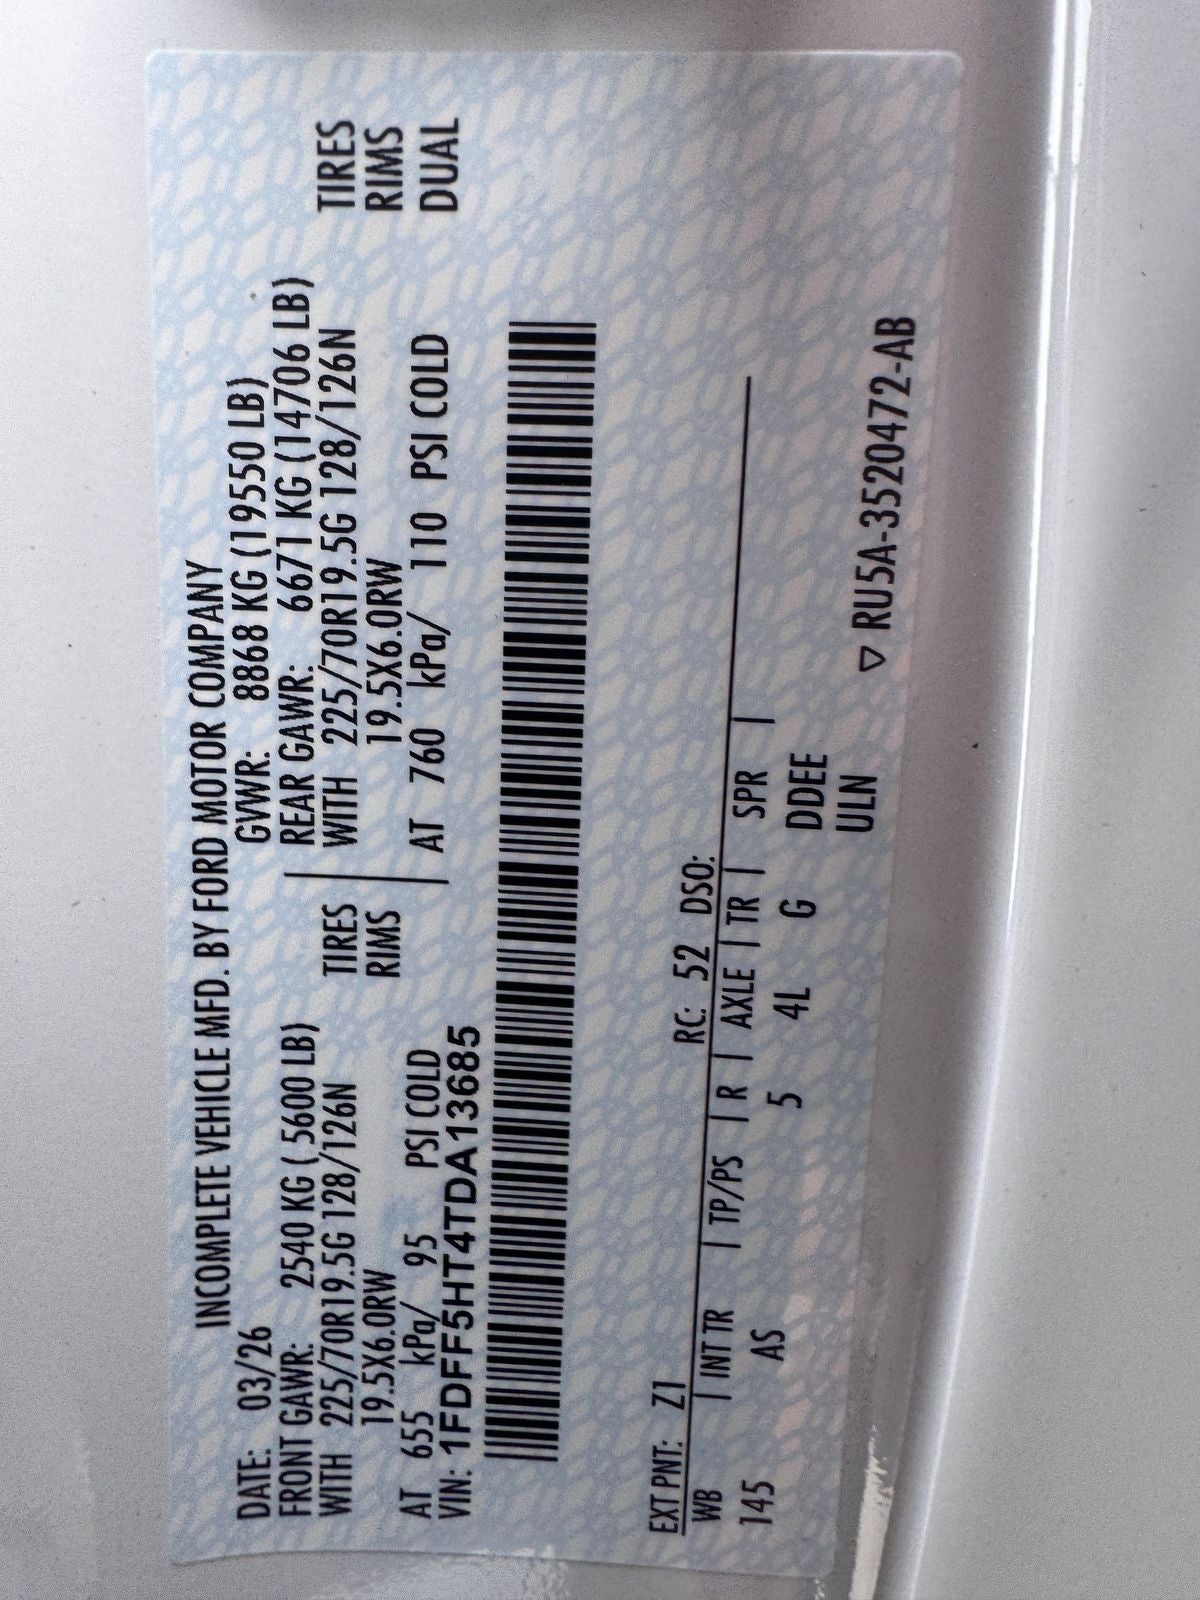 INCOMPLETE VEHICLE MFD. BY FORD MOTOR COMPANY
DATE: 03/26 GVWR: 8868 KG (19550 LB)
FRONT GAWR: 2540 KG ( 5600 LB) REAR GAWR: 6671 KG (14706 LB)
WITH 225/70R19.5G 128/126N TIRES WITH 225/70R19.5G 128/126N TIRES
19.5X6.0RW RIMS 19.5X6.0RW RIMS
AT 655 kPa/ 95 PSI COLD AT 760 kPa/ 110 PSI COLD DUAL
VIN: 1FDFF5HT4TDA13685
EXT PNT: Z1 RC: 52 DSO:
WB | INT TR | TP/PS | R | AXLE | TR | SPR |
145 AS 5 4L G DDEE
ULN
▽ RU5A-3520472-AB